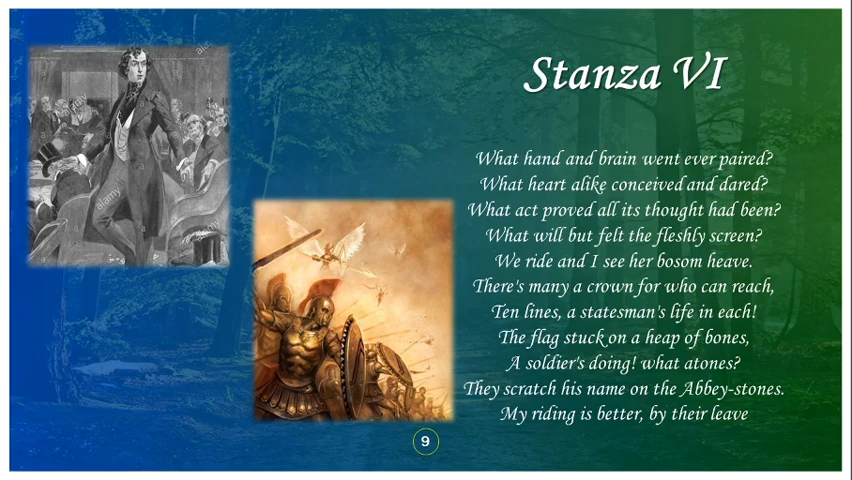 Stanza VI
What hand and brain went ever paired?
What heart alike conceived and dared?
What act proved all its thought had been?
What will but felt the fleshly screen?
We ride and I see her bosom heave.
There's many a crown for who can reach,
Ten lines, a statesman's life in each!
The flag stuck on a heap of bones,
A soldier's doing! what atones?
They scratch his name on the Abbey-stones.
My riding is better, by their leave
9
alamy